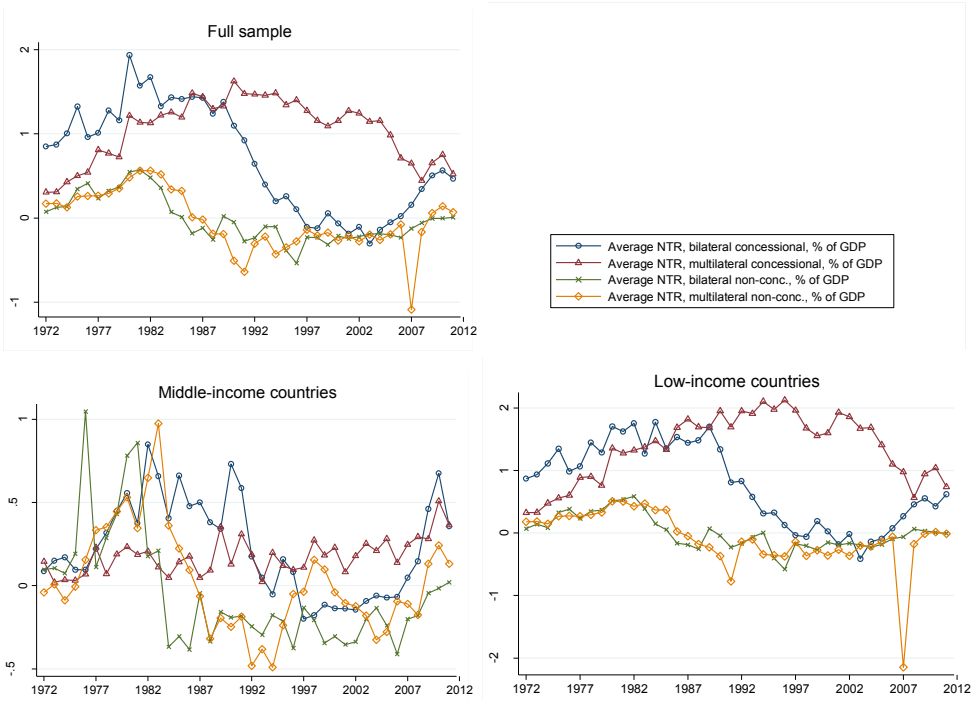 Full sample
2
1
0
-1
1972 1977 1982 1987 1992 1997 2002 2007 2012
Average NTR, bilateral concessional, % of GDP
Average NTR, multilateral concessional, % of GDP
Average NTR, bilateral non-conc., % of GDP
Average NTR, multilateral non-conc., % of GDP
Middle-income countries
1
.5
0
-.5
1972 1977 1982 1987 1992 1997 2002 2007 2012
Low-income countries
2
1
0
-1
-2
1972 1977 1982 1987 1992 1997 2002 2007 2012